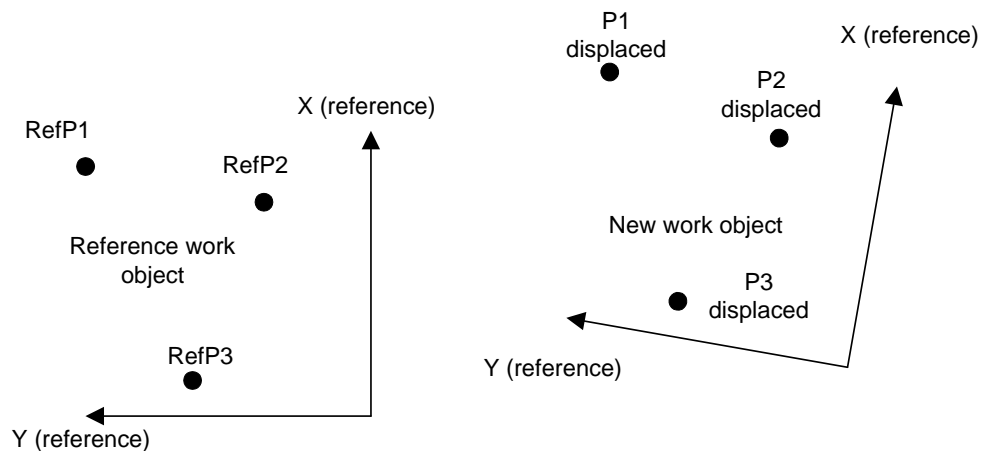 X (reference)
RefP1
RefP2
Reference work
object
RefP3
Y (reference)
P1
displaced
X (reference)
P2
displaced
New work object
P3
displaced
Y (reference)